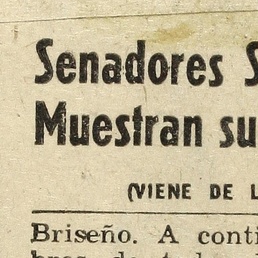 Senadores S
Muestran su
(VIENE DE L
Briseño. A conti